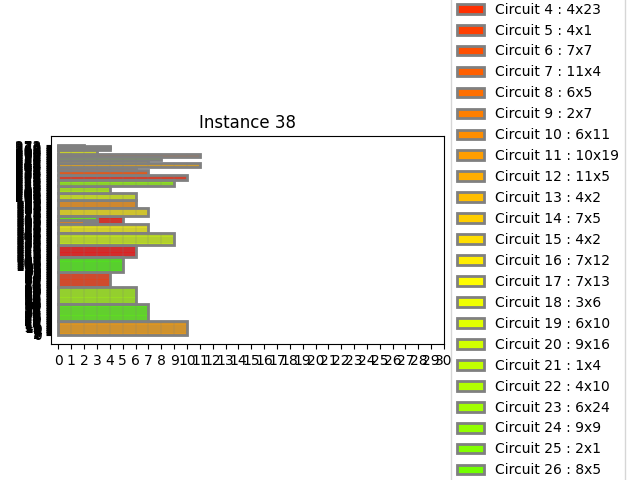 Circuit 4 : 4x23
Circuit 5 : 4x1
Circuit 6 : 7x7
Circuit 7 : 11x4
Circuit 8 : 6x5
Circuit 9 : 2x7
Circuit 10 : 6x11
Circuit 11 : 10x19
Circuit 12 : 11x5
Circuit 13 : 4x2
Circuit 14 : 7x5
Circuit 15 : 4x2
Circuit 16 : 7x12
Circuit 17 : 7x13
Circuit 18 : 3x6
Circuit 19 : 6x10
Circuit 20 : 9x16
Circuit 21 : 1x4
Circuit 22 : 4x10
Circuit 23 : 6x24
Circuit 24 : 9x9
Circuit 25 : 2x1
Circuit 26 : 8x5
Instance 38
0 1 2 3 4 5 6 7 8 9 10 11 12 13 14 15 16 17 18 19 20 21 22 23 24 25 26 27 28 29 30